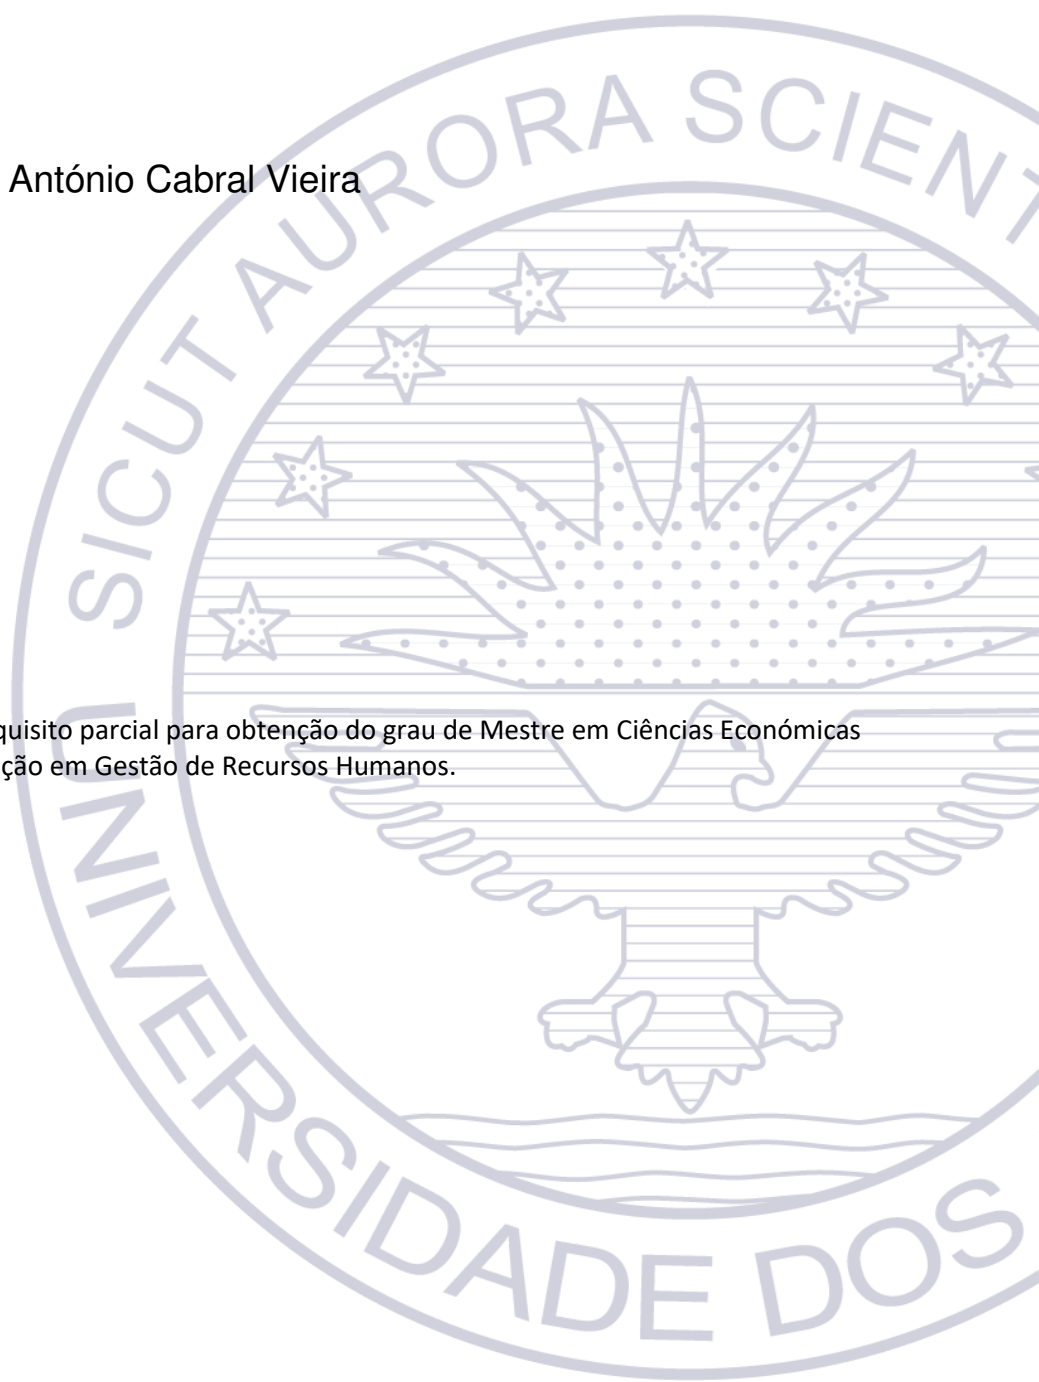 António Cabral Vieira
SICUT AURORA SCIENT
quisito parcial para obtenção do grau de Mestre em Ciências Económicas
ção em Gestão de Recursos Humanos.
UNIVERSIDADE DOS